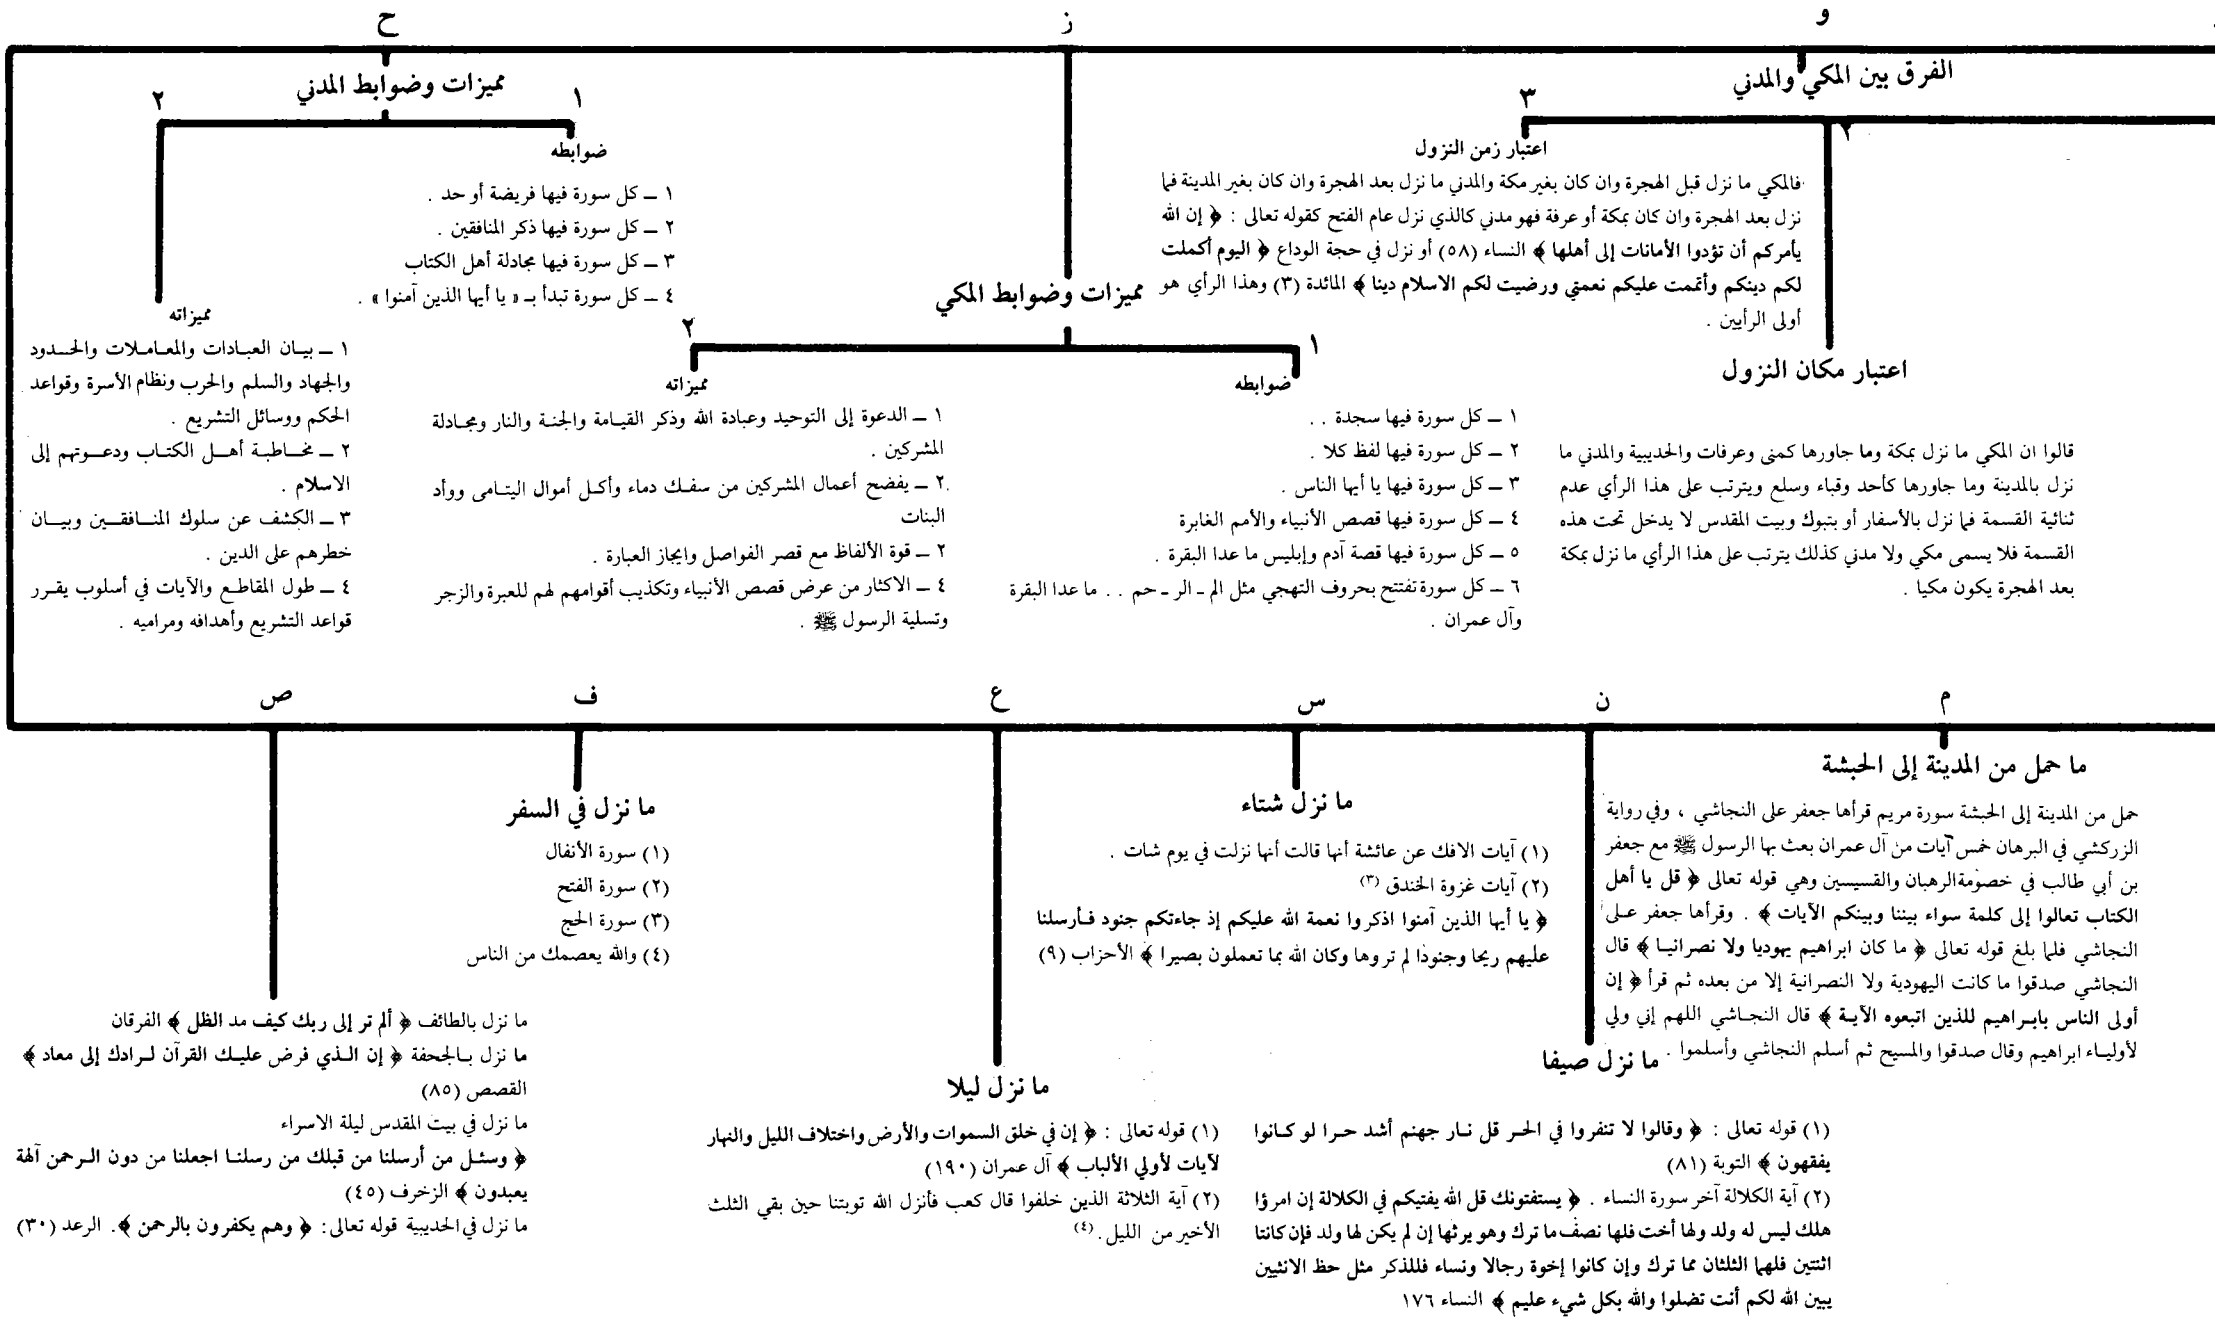 و
الفرق بين المكي والمدني
٣
٢
اعتبار زمن النزول
فالمكي ما نزل قبل الهجرة وان كان بغير مكة والمدني ما نزل بعد الهجرة وان كان بغير المدينة فما
نزل بعد الهجرة وان كان بمكة أو عرفة فهو مدني كالذي نزل عام الفتح كقوله تعالى : ﴿ إن الله
يأمركم أن تؤدوا الأمانات إلى أهلها ﴾ النساء (٥٨) أو نزل في حجة الوداع ﴿ اليوم أكملت
لكم دينكم وأتممت عليكم نعمتي ورضيت لكم الاسلام دينا ﴾ المائدة (٣) وهذا الرأي هو
أولى الرأيين .
اعتبار مكان النزول
قالوا ان المكي ما نزل بمكة وما جاورها كمنى وعرفات والحديبية والمدني ما
نزل بالمدينة وما جاورها كأحد وقباء وسلع ويترتب على هذا الرأي عدم
ثنائية القسمة فما نزل بالأسفار أو بتبوك وبيت المقدس لا يدخل تحت هذه
القسمة فلا يسمى مكي ولا مدني كذلك يترتب على هذا الرأي ما نزل بمكة
بعد الهجرة يكون مكيا .
ز
مميزات وضوابط المكي
١
ضوابطه
١ ــ كل سورة فيها سجدة . .
٢ ــ كل سورة فيها لفظ كلا .
٣ ــ كل سورة فيها يا أيها الناس .
٤ ــ كل سورة فيها قصص الأنبياء والأمم الغابرة
٥ ــ كل سورة فيها قصة آدم وإبليس ما عدا البقرة .
٦ ــ كل سورة تفتتح بحروف التهجي مثل الم ـ الر ـ حم . . ما عدا البقرة
وآل عمران .
٢
مميزاته
١ ــ الدعوة إلى التوحيد وعبادة الله وذكر القيامة والجنة والنار ومجادلة
المشركين .
٢ ــ يفضح أعمال المشركين من سفك دماء وأكل أموال اليتامى ووأد
البنات
٢ ــ قوة الألفاظ مع قصر الفواصل وايجاز العبارة .
٤ ــ الاكثار من عرض قصص الأنبياء وتكذيب أقوامهم لهم للعبرة والزجر
وتسلية الرسول ﷺ .
ح
مميزات وضوابط المدني
١
ضوابطه
١ ــ كل سورة فيها فريضة أو حد .
٢ ــ كل سورة فيها ذكر المنافقين .
٣ ــ كل سورة فيها مجادلة أهل الكتاب
٤ ــ كل سورة تبدأ بـ « يا أيها الذين آمنوا » .
٢
مميزاته
١ ــ بيان العبادات والمعاملات والحدود
والجهاد والسلم والحرب ونظام الأسرة وقواعد
الحكم ووسائل التشريع .
٢ ــ مخاطبة أهل الكتاب ودعوتهم إلى
الاسلام .
٣ ــ الكشف عن سلوك المنافقين وبيان
خطرهم على الدين .
٤ ــ طول المقاطع والآيات في أسلوب يقرر
قواعد التشريع وأهدافه ومراميه .
م
ما حمل من المدينة إلى الحبشة
حمل من المدينة إلى الحبشة سورة مريم قرأها جعفر على النجاشي ، وفي رواية
الزركشي في البرهان خمس آيات من آل عمران بعث بها الرسول ﷺ مع جعفر
بن أبي طالب في خصومة الرهبان والقسيسين وهي قوله تعالى ﴿ قل يا أهل
الكتاب تعالوا إلى كلمة سواء بيننا وبينكم الآيات ﴾ . وقرأها جعفر على
النجاشي فلما بلغ قوله تعالى ﴿ ما كان ابراهيم يهوديا ولا نصرانيا ﴾ قال
النجاشي صدقوا ما كانت اليهودية ولا النصرانية إلا من بعده ثم قرأ ﴿ إن
أولى الناس بابراهيم للذين اتبعوه الآية ﴾ قال النجاشي اللهم إني ولي
لأولياء ابراهيم وقال صدقوا والمسيح ثم أسلم النجاشي وأسلموا .
ن
ما نزل صيفا
(١) قوله تعالى : ﴿ وقالوا لا تنفروا في الحر قل نار جهنم أشد حرا لو كانوا
يفقهون ﴾ التوبة (٨١)
(٢) آية الكلالة آخر سورة النساء . ﴿ يستفتونك قل الله يفتيكم في الكلالة إن امرؤا
هلك ليس له ولد ولها أخت فلها نصف ما ترك وهو يرثها إن لم يكن لها ولد فإن كانتا
اثنتين فلهما الثلثان مما ترك وإن كانوا إخوة رجالا ونساء فللذكر مثل حظ الانثيين
يبين الله لكم أنت تضلوا والله بكل شيء عليم ﴾ النساء ١٧٦
س
ما نزل شتاء
(١) آيات الافك عن عائشة أنها قالت أنها نزلت في يوم شات .
(٢) آيات غزوة الخندق (٣)
﴿ يا أيها الذين آمنوا اذكروا نعمة الله عليكم إذ جاءتكم جنود فأرسلنا
عليهم ريحا وجنودا لم تروها وكان الله بما تعملون بصيرا ﴾ الأحزاب (٩)
ع
ما نزل ليلا
(١) قوله تعالى : ﴿ إن في خلق السموات والأرض واختلاف الليل والنهار
لآيات لأولي الألباب ﴾ آل عمران (١٩٠)
(٢) آية الثلاثة الذين خلفوا قال كعب فأنزل الله توبتنا حين بقي الثلث
الأخير من الليل . (٤)
ف
ما نزل في السفر
(١) سورة الأنفال
(٢) سورة الفتح
(٣) سورة الحج
(٤) والله يعصمك من الناس
ص
ما نزل بالطائف ﴿ ألم تر إلى ربك كيف مد الظل ﴾ الفرقان
ما نزل بالجحفة ﴿ إن الذي فرض عليك القرآن لرادك إلى معاد ﴾
القصص (٨٥)
ما نزل في بيت المقدس ليلة الاسراء
﴿ وسئل من أرسلنا من قبلك من رسلنا اجعلنا من دون الرحمن آلهة
يعبدون ﴾ الزخرف (٤٥)
ما نزل في الحديبية قوله تعالى: ﴿ وهم يكفرون بالرحمن ﴾. الرعد (٣٠)